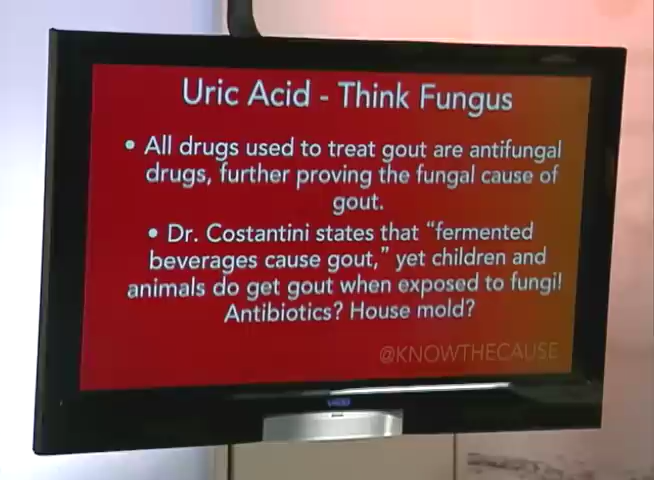 Uric Acid - Think Fungus
• All drugs used to treat gout are antifungal
drugs, further proving the fungal cause of
gout.
• Dr. Costantini states that “fermented
beverages cause gout,” yet children and
animals do get gout when exposed to fungi!
Antibiotics? House mold?
@KNOWTHECAUSE
VIZIO